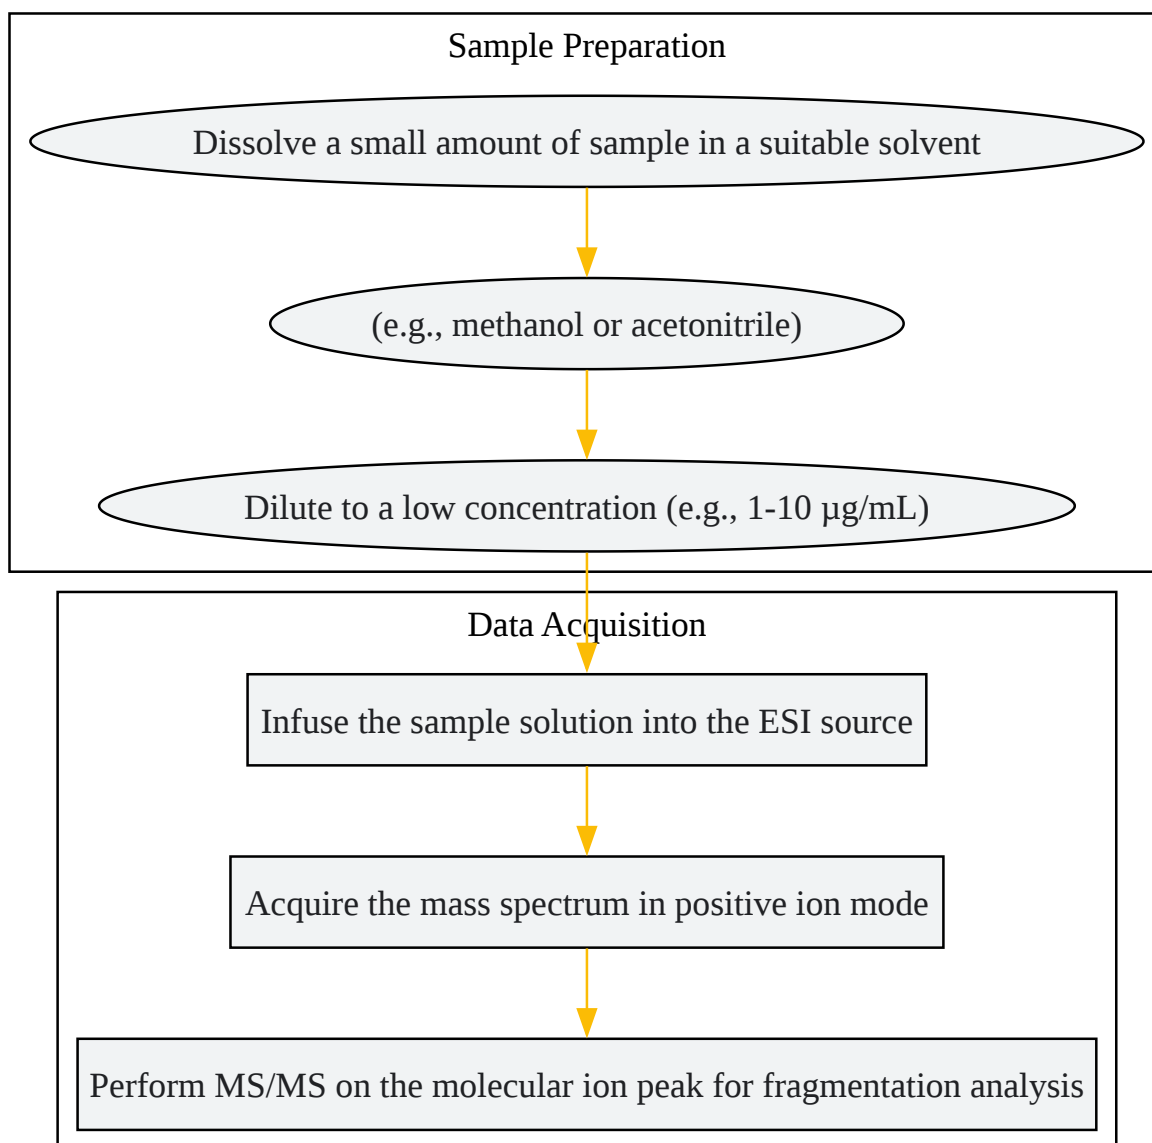 Sample Preparation
Dissolve a small amount of sample in a suitable solvent
(e.g., methanol or acetonitrile)
Dilute to a low concentration (e.g., 1-10 µg/mL)
Data Acquisition
Infuse the sample solution into the ESI source
Acquire the mass spectrum in positive ion mode
Perform MS/MS on the molecular ion peak for fragmentation analysis